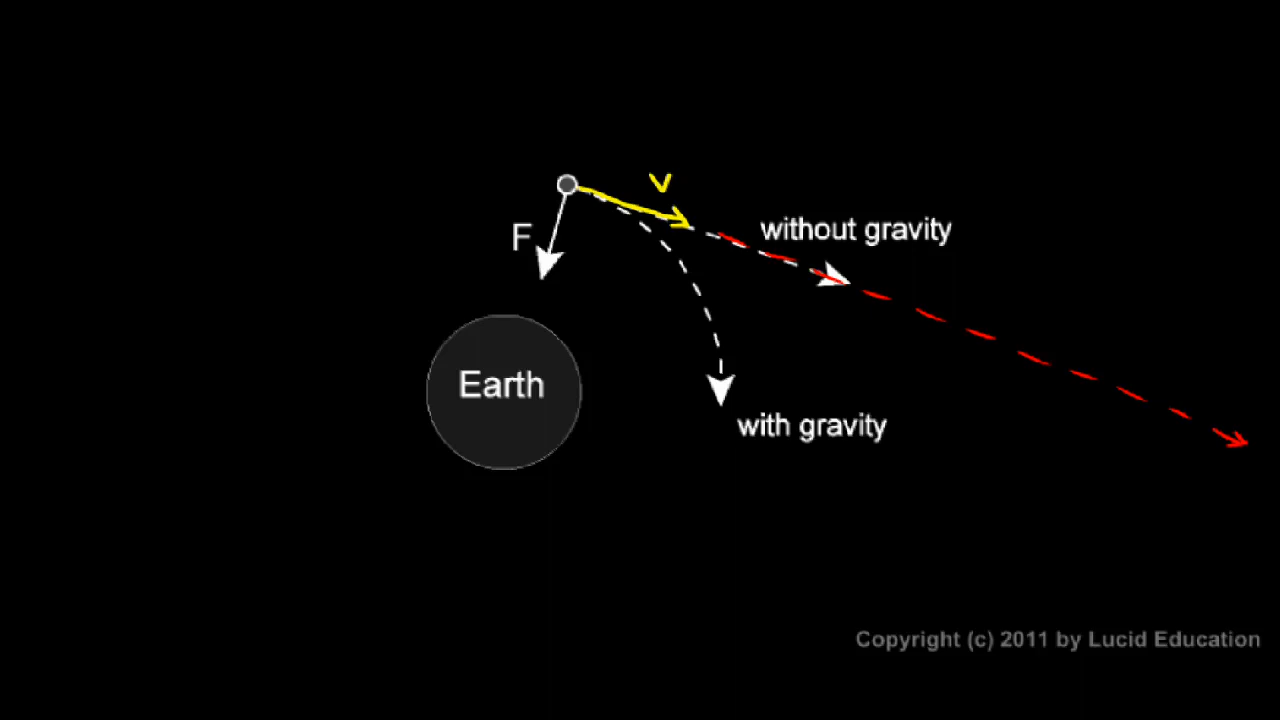 v
without gravity
F
Earth
with gravity
Copyright (c) 2011 by Lucid Education